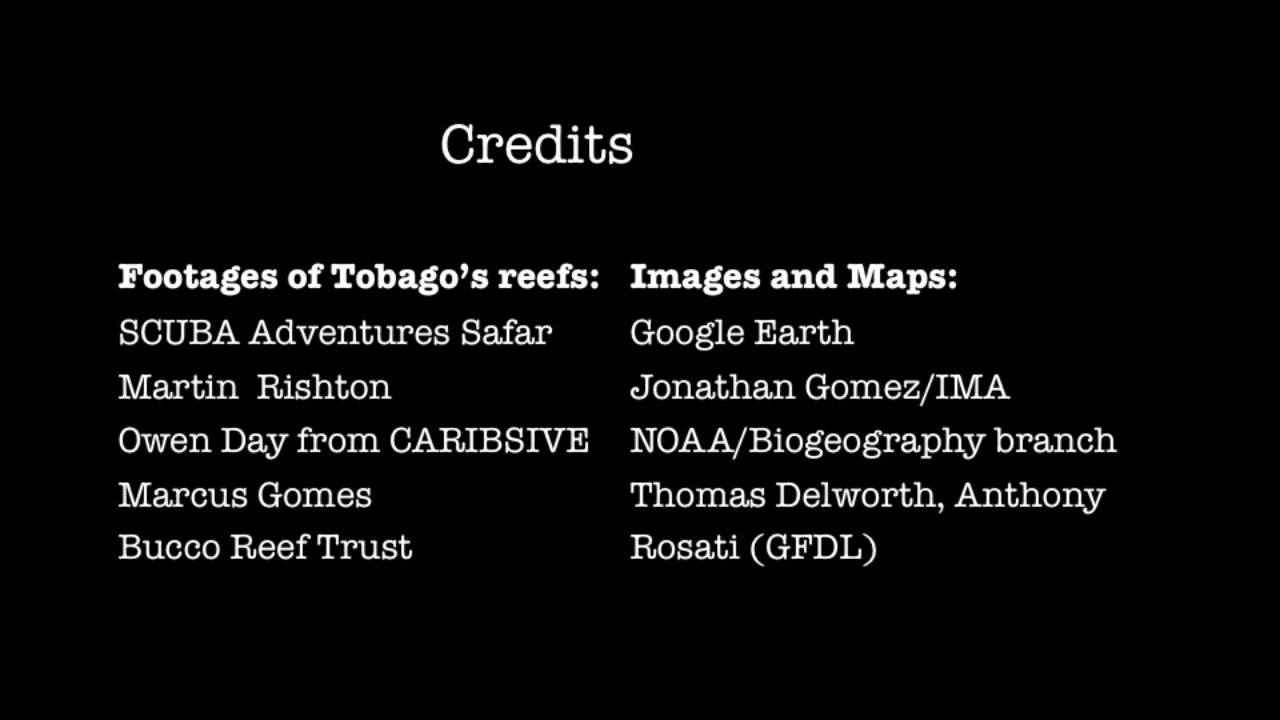 Credits
Footages of Tobago's reefs:
SCUBA Adventures Safar
Martin  Rishton
Owen Day from CARIBSIVE
Marcus Gomes
Bucco Reef Trust
Images and Maps:
Google Earth
Jonathan Gomez/IMA
NOAA/Biogeography branch
Thomas Delworth, Anthony
Rosati (GFDL)